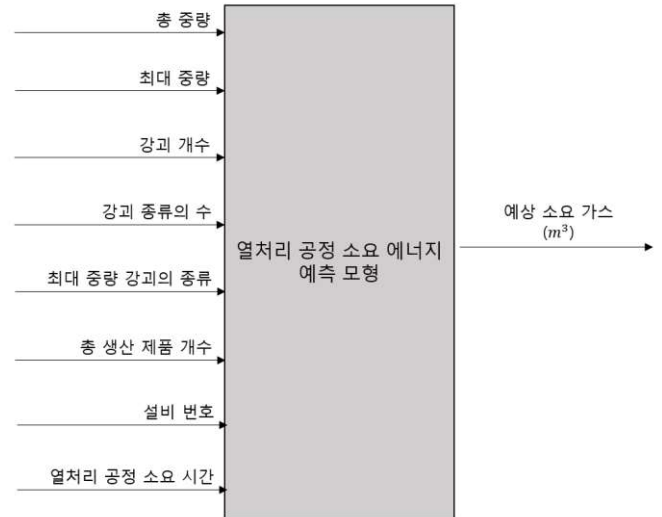 총 중량
최대 중량
강괴 개수
강괴 종류의 수
최대 중량 강괴의 종류
총 생산 제품 개수
설비 번호
열처리 공정 소요 시간
열처리 공정 소요 에너지
예측 모형
예상 소요 가스
(m³)